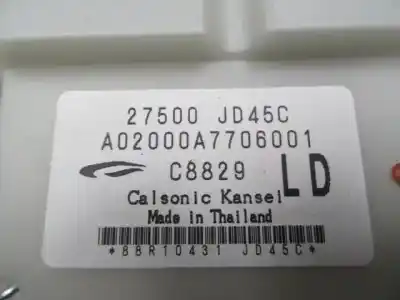 27500 JD45C
A02000A7706001
C8829 LD
Calsonic Kansei
Made in Thailand
*88R10431 JD45C*